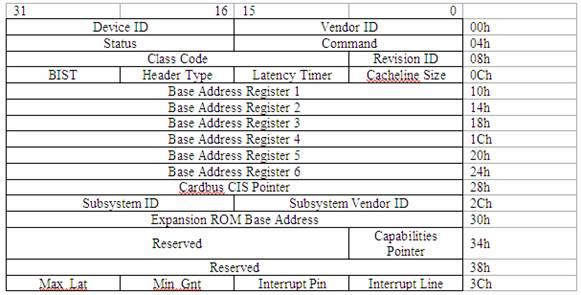 31 16 15 0
Device ID Vendor ID 00h
Status Command 04h
Class Code Revision ID 08h
BIST Header Type Latency Timer Cacheline Size 0Ch
Base Address Register 1 10h
Base Address Register 2 14h
Base Address Register 3 18h
Base Address Register 4 1Ch
Base Address Register 5 20h
Base Address Register 6 24h
Cardbus CIS Pointer 28h
Subsystem ID Subsystem Vendor ID 2Ch
Expansion ROM Base Address 30h
Reserved Capabilities Pointer 34h
Reserved 38h
Max_Lat Min_Gnt Interrupt Pin Interrupt Line 3Ch